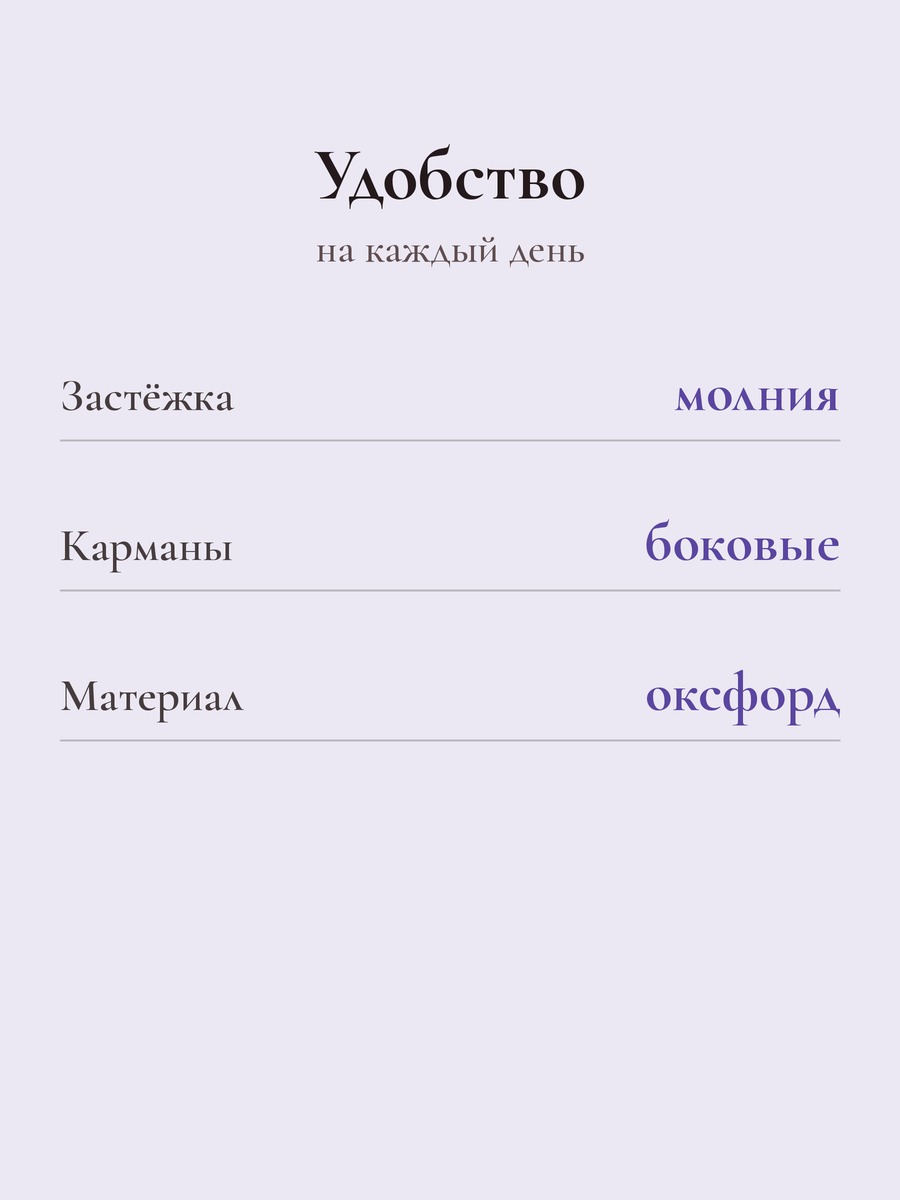 Удобство
на каждый день
Застёжка молния
Карманы боковые
Материал оксфорд